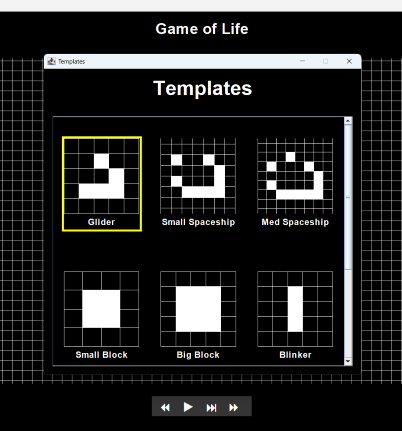 Game of Life
Templates
Templates
Glider
Small Spaceship
Med Spaceship
Small Block
Big Block
Blinker